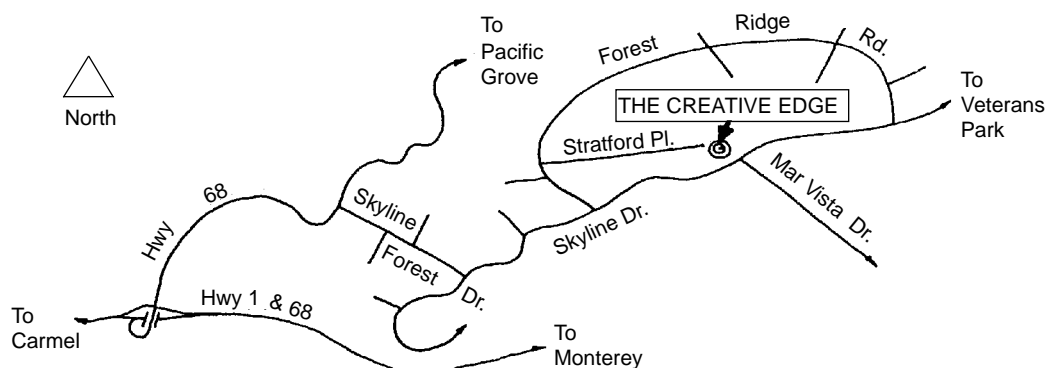 To
Pacific
Grove
Forest
Ridge
Rd.
To
Veterans
Park
North
THE CREATIVE EDGE
Stratford Pl.
Mar Vista Dr.
Hwy 68
Skyline
Forest
Dr.
Skyline Dr.
Hwy 1 & 68
To
Carmel
To
Monterey